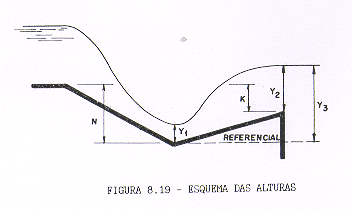 N
K
Y1
Y2
Y3
REFERENCIAL
FIGURA 8.19 - ESQUEMA DAS ALTURAS